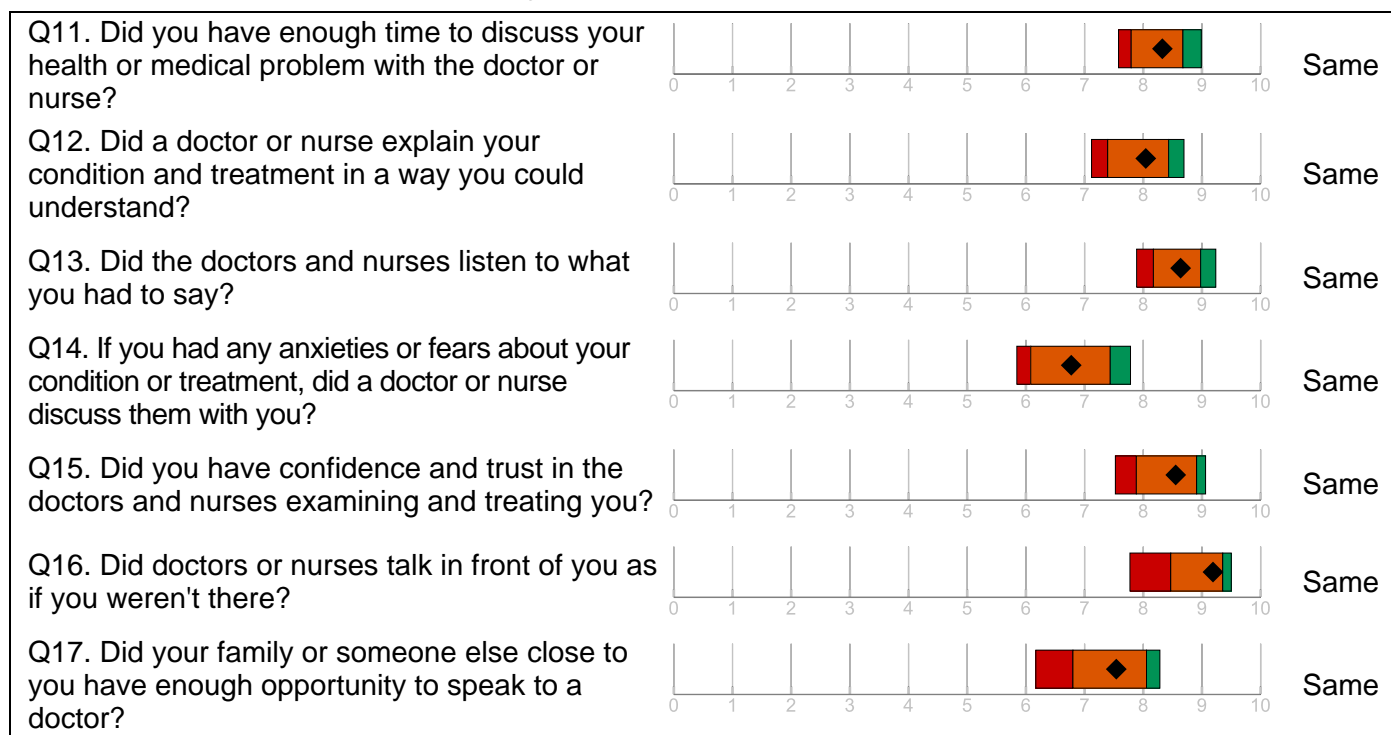 Q11. Did you have enough time to discuss your
health or medical problem with the doctor or
nurse?
0 1 2 3 4 5 6 7 8 9 10
Same
Q12. Did a doctor or nurse explain your
condition and treatment in a way you could
understand?
0 1 2 3 4 5 6 7 8 9 10
Same
Q13. Did the doctors and nurses listen to what
you had to say?
0 1 2 3 4 5 6 7 8 9 10
Same
Q14. If you had any anxieties or fears about your
condition or treatment, did a doctor or nurse
discuss them with you?
0 1 2 3 4 5 6 7 8 9 10
Same
Q15. Did you have confidence and trust in the
doctors and nurses examining and treating you?
0 1 2 3 4 5 6 7 8 9 10
Same
Q16. Did doctors or nurses talk in front of you as
if you weren't there?
0 1 2 3 4 5 6 7 8 9 10
Same
Q17. Did your family or someone else close to
you have enough opportunity to speak to a
doctor?
0 1 2 3 4 5 6 7 8 9 10
Same